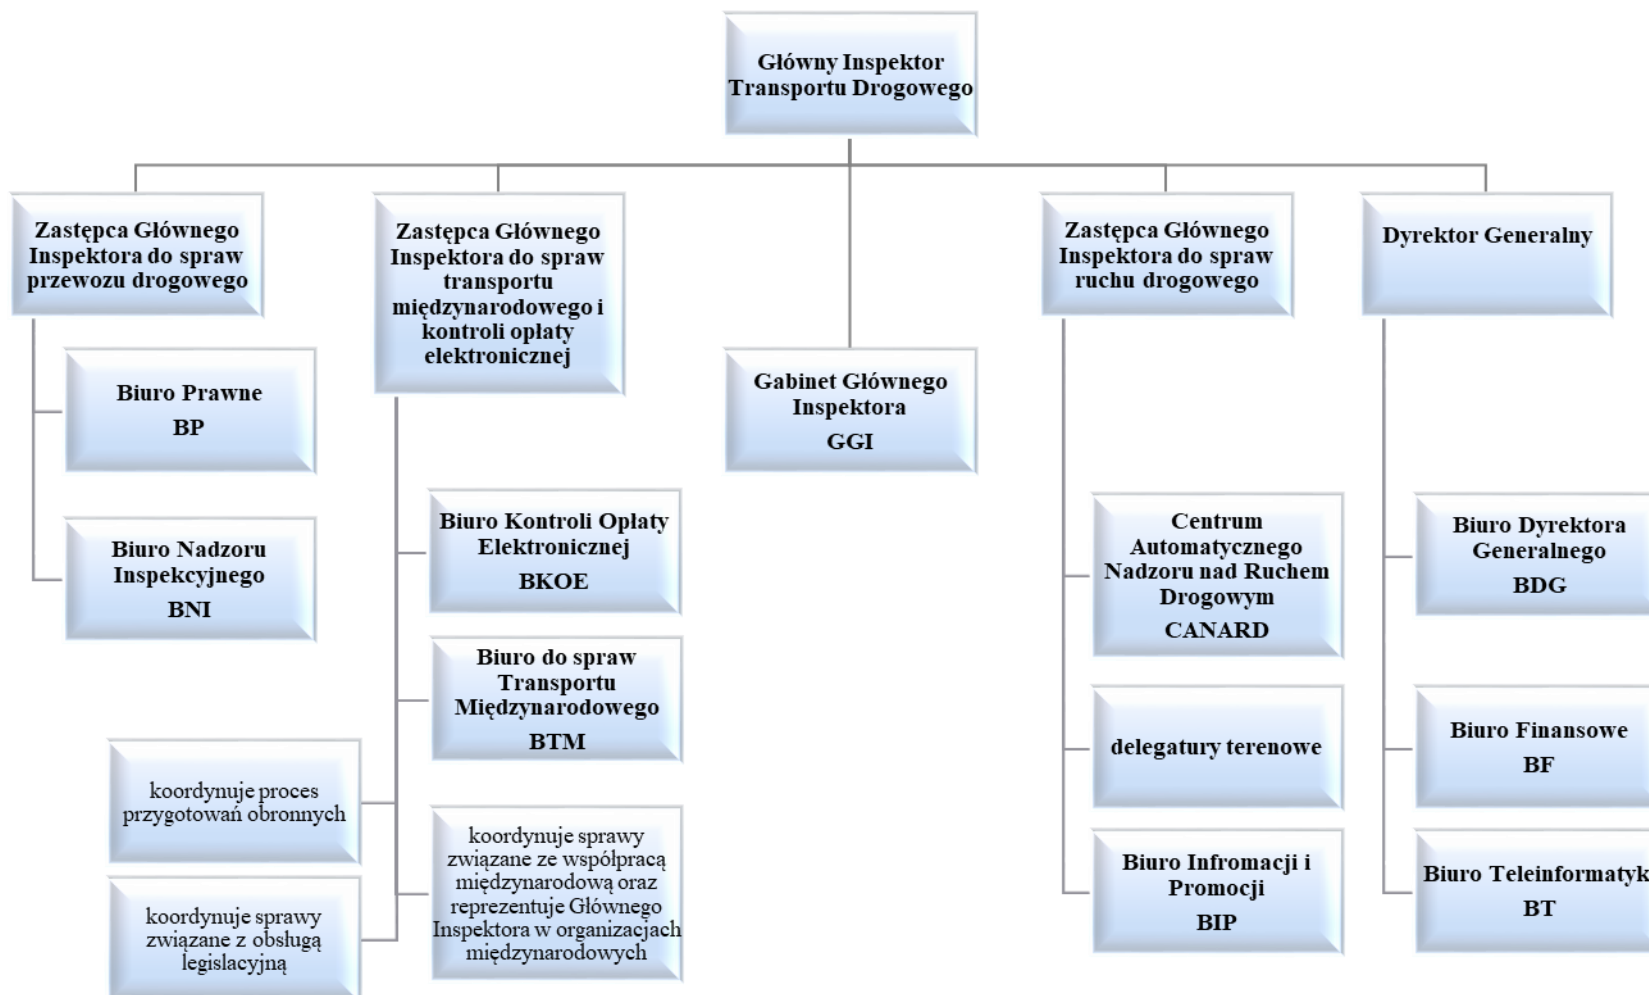 Główny Inspektor
Transportu Drogowego
Zastępca Głównego
Inspektora do spraw
przewozu drogowego
Biuro Prawne
BP
Biuro Nadzoru
Inspekcyjnego
BNI
Zastępca Głównego
Inspektora do spraw
transportu
międzynarodowego i
kontroli opłaty
elektronicznej
Biuro Kontroli Opłaty
Elektronicznej
BKOE
Biuro do spraw
Transportu
Międzynarodowego
BTM
koordynuje proces
przygotowań obronnych
koordynuje sprawy
związane ze współpracą
międzynarodową oraz
reprezentuje Głównego
Inspektora w organizacjach
międzynarodowych
koordynuje sprawy
związane z obsługą
legislacyjną
Gabinet Głównego
Inspektora
GGI
Zastępca Głównego
Inspektora do spraw
ruchu drogowego
Centrum
Automatycznego
Nadzoru nad Ruchem
Drogowym
CANARD
delegatury terenowe
Biuro Infromacji i
Promocji
BIP
Dyrektor Generalny
Biuro Dyrektora
Generalnego
BDG
Biuro Finansowe
BF
Biuro Teleinformatyk
BT